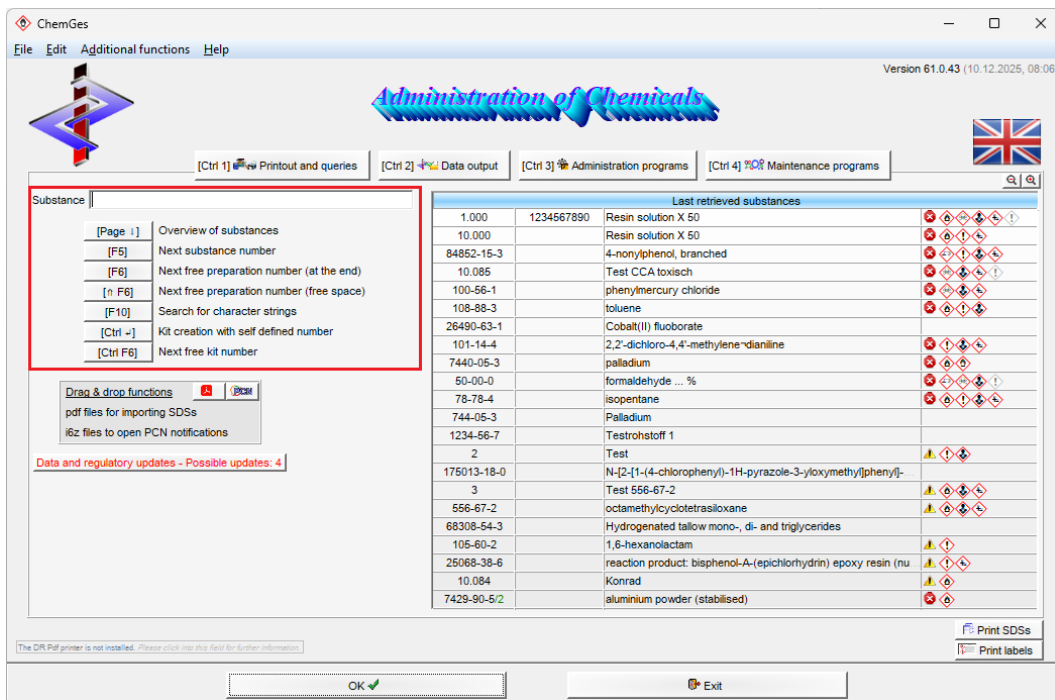 ChemGes
File Edit Additional functions Help
Version 61.0.43 (10.12.2025, 08:06
Administration of Chemicals
[Ctrl 1] Printout and queries [Ctrl 2] Data output [Ctrl 3] Administration programs [Ctrl 4] Maintenance programs
Substance
[Page ↓] Overview of substances
[F5] Next substance number
[F6] Next free preparation number (at the end)
[⇑ F6] Next free preparation number (free space)
[F10] Search for character strings
[Ctrl ↵] Kit creation with self defined number
[Ctrl F6] Next free kit number
Drag & drop functions
pdf files for importing SDSs
i6z files to open PCN notifications
Data and regulatory updates - Possible updates: 4
Last retrieved substances
1.000 1234567890 Resin solution X 50
10.000 Resin solution X 50
84852-15-3 4-nonylphenol, branched
10.085 Test CCA toxisch
100-56-1 phenylmercury chloride
108-88-3 toluene
26490-63-1 Cobalt(II) fluoborate
101-14-4 2,2'-dichloro-4,4'-methylene¬dianiline
7440-05-3 palladium
50-00-0 formaldehyde ... %
78-78-4 isopentane
744-05-3 Palladium
1234-56-7 Testrohstoff 1
2 Test
175013-18-0 N-[2-[1-(4-chlorophenyl)-1H-pyrazole-3-yloxymethyl]phenyl]-
3 Test 556-67-2
556-67-2 octamethylcyclotetrasiloxane
68308-54-3 Hydrogenated tallow mono-, di- and triglycerides
105-60-2 1,6-hexanolactam
25068-38-6 reaction product: bisphenol-A-(epichlorhydrin) epoxy resin (nu
10.084 Konrad
7429-90-5/2 aluminium powder (stabilised)
Print SDSs
The DR Pdf printer is not installed. Please click into this field for further information.
Print labels
OK Exit